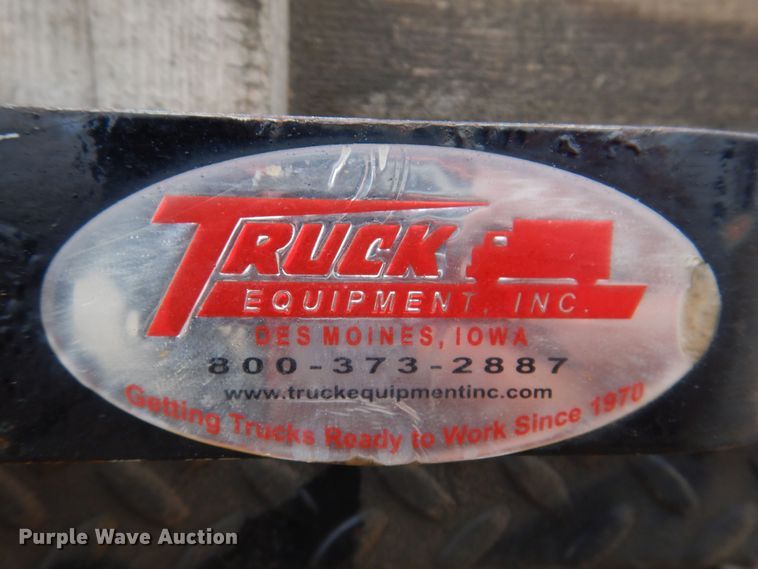 TRUCK
EQUIPMENT, INC.
DES MOINES, IOWA
800-373-2887
www.truckequipmentinc.com
Getting Trucks Ready to Work Since 1970
Purple Wave Auction